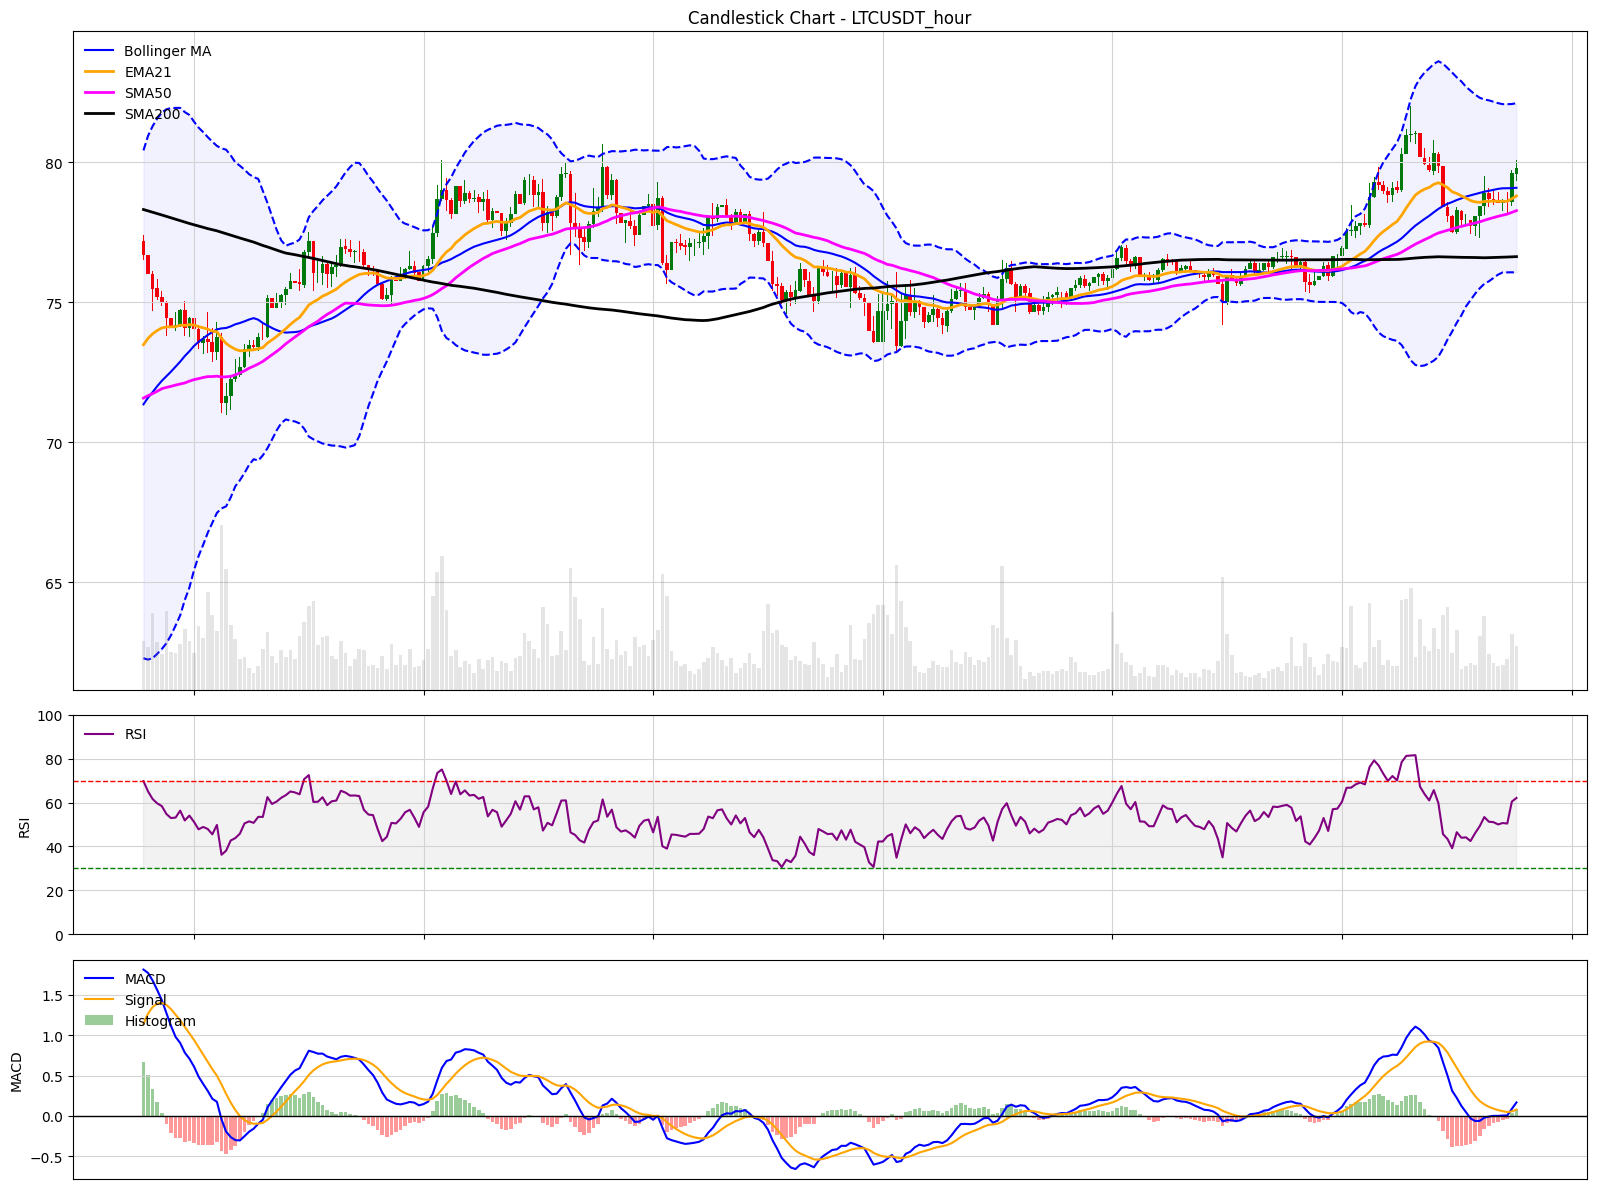 Candlestick Chart - LTCUSDT_hour
Bollinger MA
EMA21
SMA50
SMA200
80
75
70
65
100
80
60
40
20
0
RSI
RSI
MACD
Signal
Histogram
1.5
1.0
0.5
0.0
−0.5
MACD